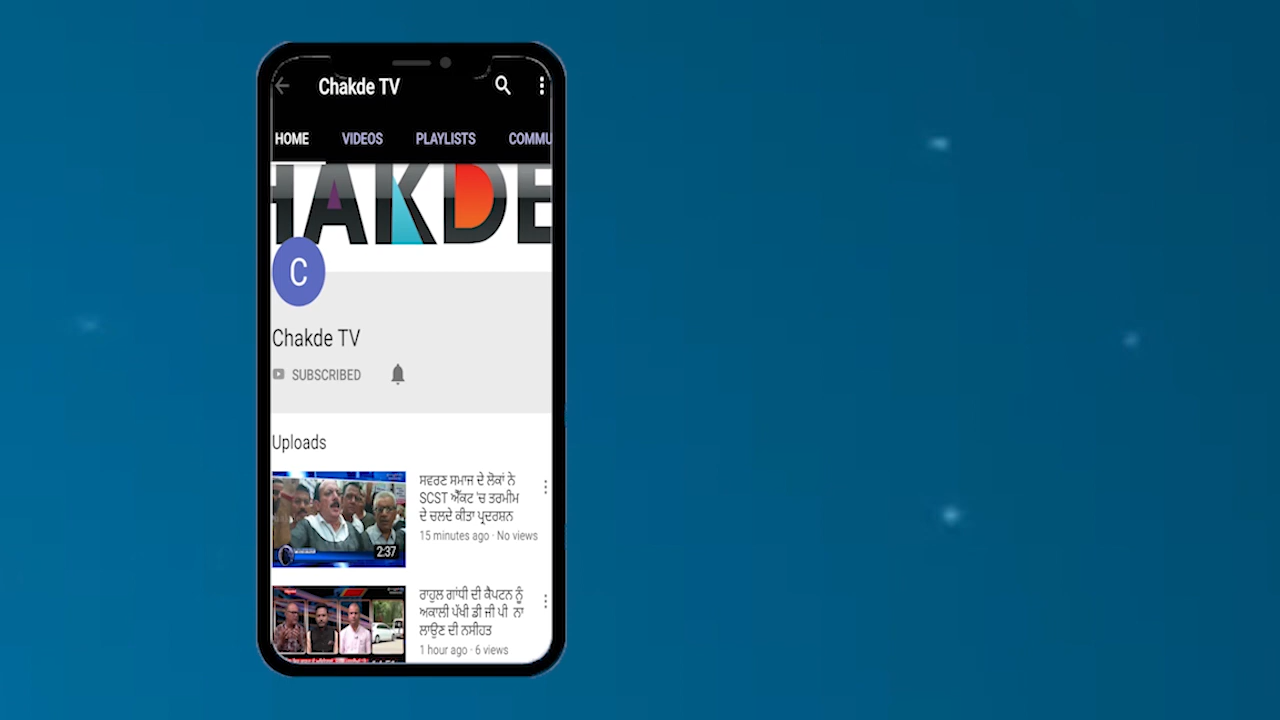 Chakde TV
HOME VIDEOS PLAYLISTS COMMU
HAKDE
C
Chakde TV
SUBSCRIBED
Uploads
ਸਵਰਣ ਸਮਾਜ ਦੇ ਲੋਕਾਂ ਨੇ
SCST ਐੱਕਟ 'ਚ ਤਰਮੀਮ
ਦੇ ਚਲਦੇ ਕੀਤਾ ਪ੍ਰਦਰਸ਼ਨ
15 minutes ago · No views
2:37
ਰਾਹੁਲ ਗਾਂਧੀ ਦੀ ਕੈਪਟਨ ਨੂੰ
ਅਕਾਲੀ ਪੱਖੀ ਡੀ ਜੀ ਪੀ ਨਾ
ਲਾਉਣ ਦੀ ਨਸੀਹਤ
1 hour ago · 6 views